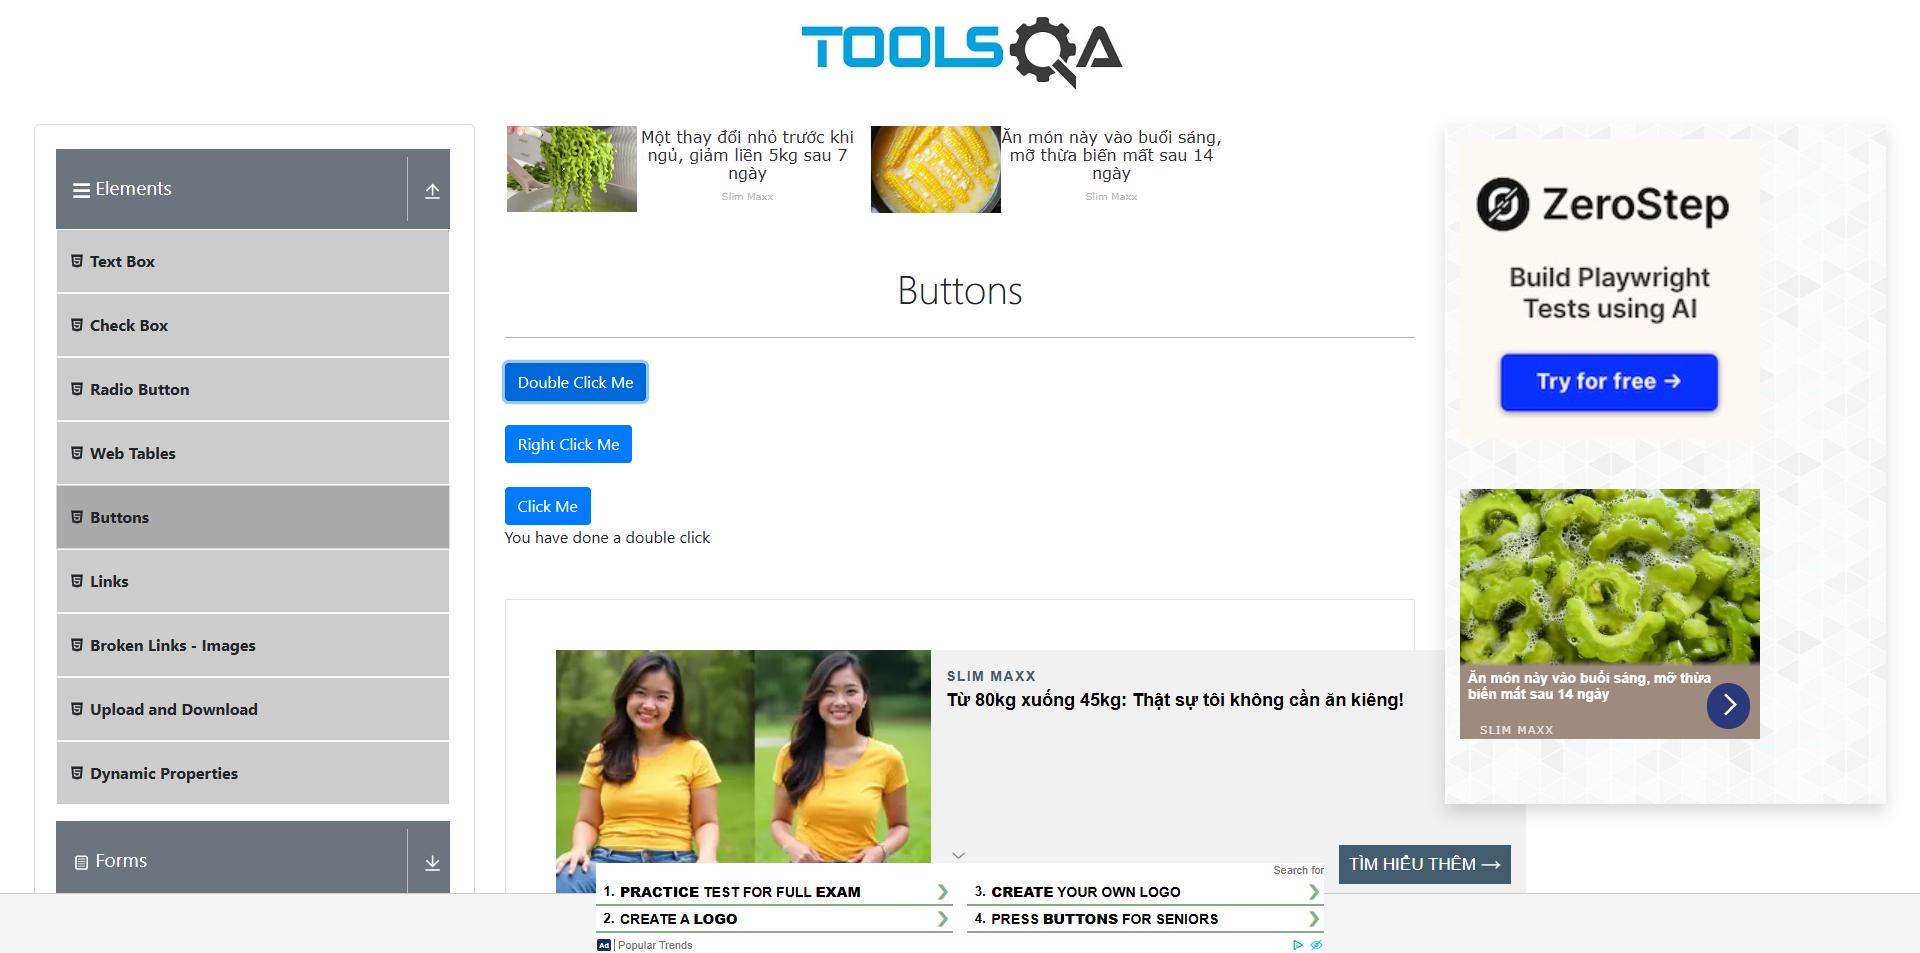 TOOLSQA
Elements
Text Box
Check Box
Radio Button
Web Tables
Buttons
Links
Broken Links - Images
Upload and Download
Dynamic Properties
Forms
Một thay đổi nhỏ trước khi
ngủ, giảm liền 5kg sau 7
ngày
Slim Maxx
Ăn món này vào buổi sáng,
mỡ thừa biến mất sau 14
ngày
Slim Maxx
Buttons
Double Click Me
Right Click Me
Click Me
You have done a double click
SLIM MAXX
Từ 80kg xuống 45kg: Thật sự tôi không cần ăn kiêng!
TÌM HIỂU THÊM →
ZeroStep
Build Playwright
Tests using AI
Try for free →
Ăn món này vào buổi sáng, mỡ thừa
biến mất sau 14 ngày
SLIM MAXX
Search for
1. PRACTICE TEST FOR FULL EXAM
2. CREATE A LOGO
3. CREATE YOUR OWN LOGO
4. PRESS BUTTONS FOR SENIORS
Ad | Popular Trends